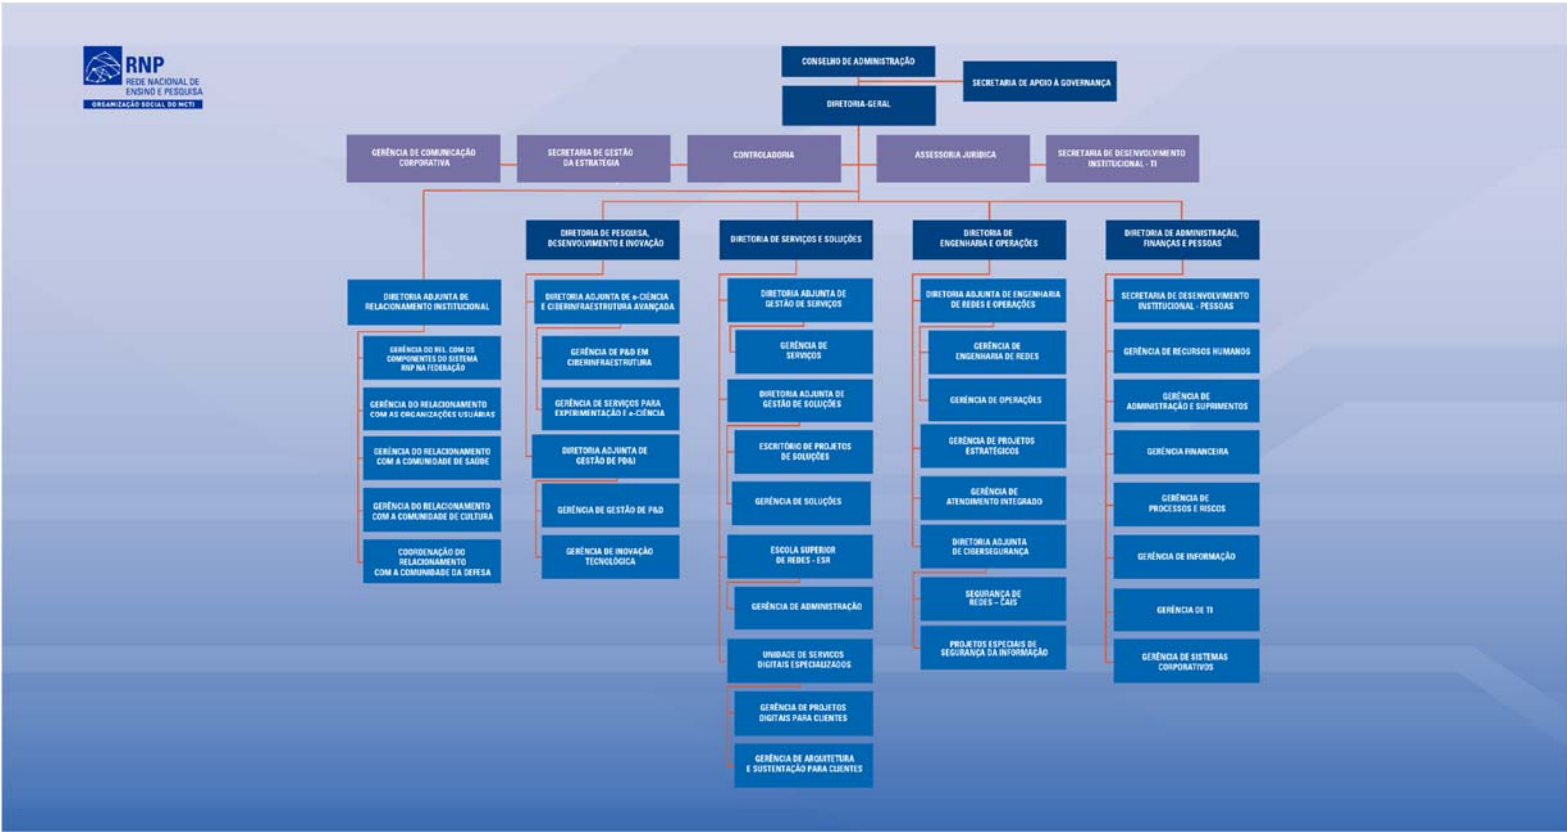 RNP
REDE NACIONAL DE
ENSINO E PESQUISA
ORGANIZAÇÃO SOCIAL DO MCTI
CONSELHO DE ADMINISTRAÇÃO
SECRETARIA DE APOIO À GOVERNANÇA
DIRETORIA-GERAL
GERÊNCIA DE COMUNICAÇÃO
CORPORATIVA
SECRETARIA DE GESTÃO
DA ESTRATÉGIA
CONTROLADORIA
ASSESSORIA JURÍDICA
SECRETARIA DE DESENVOLVIMENTO
INSTITUCIONAL - TI
DIRETORIA ADJUNTA DE
RELACIONAMENTO INSTITUCIONAL
GERÊNCIA DO REL. COM OS
COMPONENTES DO SISTEMA
RNP NA FEDERAÇÃO
GERÊNCIA DO RELACIONAMENTO
COM AS ORGANIZAÇÕES USUÁRIAS
GERÊNCIA DO RELACIONAMENTO
COM A COMUNIDADE DE SAÚDE
GERÊNCIA DO RELACIONAMENTO
COM A COMUNIDADE DE CULTURA
COORDENAÇÃO DO
RELACIONAMENTO
COM A COMUNIDADE DA DEFESA
DIRETORIA DE PESQUISA,
DESENVOLVIMENTO E INOVAÇÃO
DIRETORIA ADJUNTA DE e-CIÊNCIA
E CIBERINFRAESTRUTURA AVANÇADA
GERÊNCIA DE P&D EM
CIBERINFRAESTRUTURA
GERÊNCIA DE SERVIÇOS PARA
EXPERIMENTAÇÃO E e-CIÊNCIA
DIRETORIA ADJUNTA DE
GESTÃO DE PD&I
GERÊNCIA DE GESTÃO DE P&D
GERÊNCIA DE INOVAÇÃO
TECNOLÓGICA
DIRETORIA DE SERVIÇOS E SOLUÇÕES
DIRETORIA ADJUNTA DE
GESTÃO DE SERVIÇOS
GERÊNCIA DE
SERVIÇOS
DIRETORIA ADJUNTA DE
GESTÃO DE SOLUÇÕES
ESCRITÓRIO DE PROJETOS
DE SOLUÇÕES
GERÊNCIA DE SOLUÇÕES
ESCOLA SUPERIOR
DE REDES - ESR
GERÊNCIA DE ADMINISTRAÇÃO
UNIDADE DE SERVICOS
DIGITAIS ESPECIALIZADOS
GERÊNCIA DE PROJETOS
DIGITAIS PARA CLIENTES
GERÊNCIA DE ARQUITETURA
E SUSTENTAÇÃO PARA CLIENTES
DIRETORIA DE
ENGENHARIA E OPERAÇÕES
DIRETORIA ADJUNTA DE ENGENHARIA
DE REDES E OPERAÇÕES
GERÊNCIA DE
ENGENHARIA DE REDES
GERÊNCIA DE OPERAÇÕES
GERÊNCIA DE PROJETOS
ESTRATÉGICOS
GERÊNCIA DE
ATENDIMENTO INTEGRADO
DIRETORIA ADJUNTA
DE CIBERSEGURANÇA
SEGURANÇA DE
REDES – CAIS
PROJETOS ESPECIAIS DE
SEGURANÇA DA INFORMAÇÃO
DIRETORIA DE ADMINISTRAÇÃO,
FINANÇAS E PESSOAS
SECRETARIA DE DESENVOLVIMENTO
INSTITUCIONAL - PESSOAS
GERÊNCIA DE RECURSOS HUMANOS
GERÊNCIA DE
ADMINISTRAÇÃO E SUPRIMENTOS
GERÊNCIA FINANCEIRA
GERÊNCIA DE
PROCESSOS E RISCOS
GERÊNCIA DE INFORMAÇÃO
GERÊNCIA DE TI
GERÊNCIA DE SISTEMAS
CORPORATIVOS